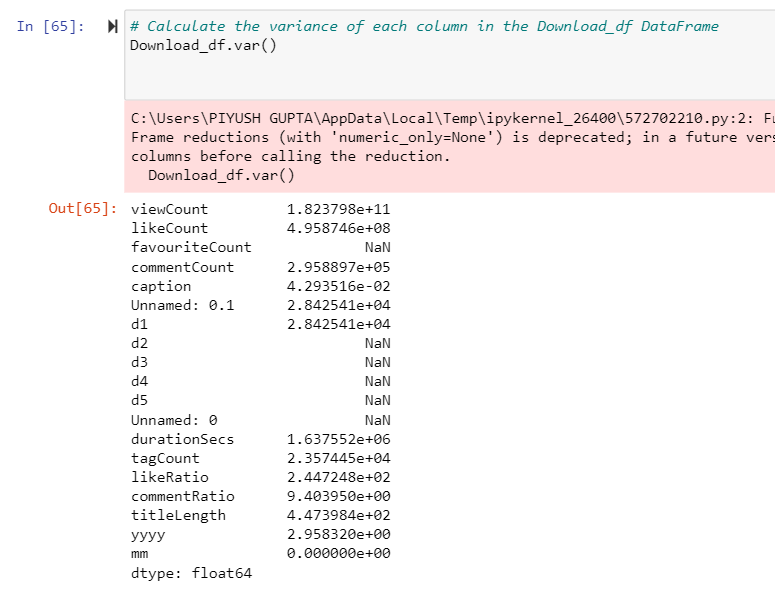 In [65]: # Calculate the variance of each column in the Download_df DataFrame
Download_df.var()
C:\Users\PIYUSH GUPTA\AppData\Local\Temp\ipykernel_26400\572702210.py:2:
Frame reductions (with 'numeric_only=None') is deprecated; in a future
columns before calling the reduction.
Download_df.var()
Out[65]: viewCount 1.823798e+11
likeCount 4.958746e+08
favouriteCount NaN
commentCount 2.958897e+05
caption 4.293516e-02
Unnamed: 0.1 2.842541e+04
d1 2.842541e+04
d2 NaN
d3 NaN
d4 NaN
d5 NaN
Unnamed: 0 NaN
durationSecs 1.637552e+06
tagCount 2.357445e+04
likeRatio 2.447248e+02
commentRatio 9.403950e+00
titleLength 4.473984e+02
yyyy 2.958320e+00
mm 0.000000e+00
dtype: float64